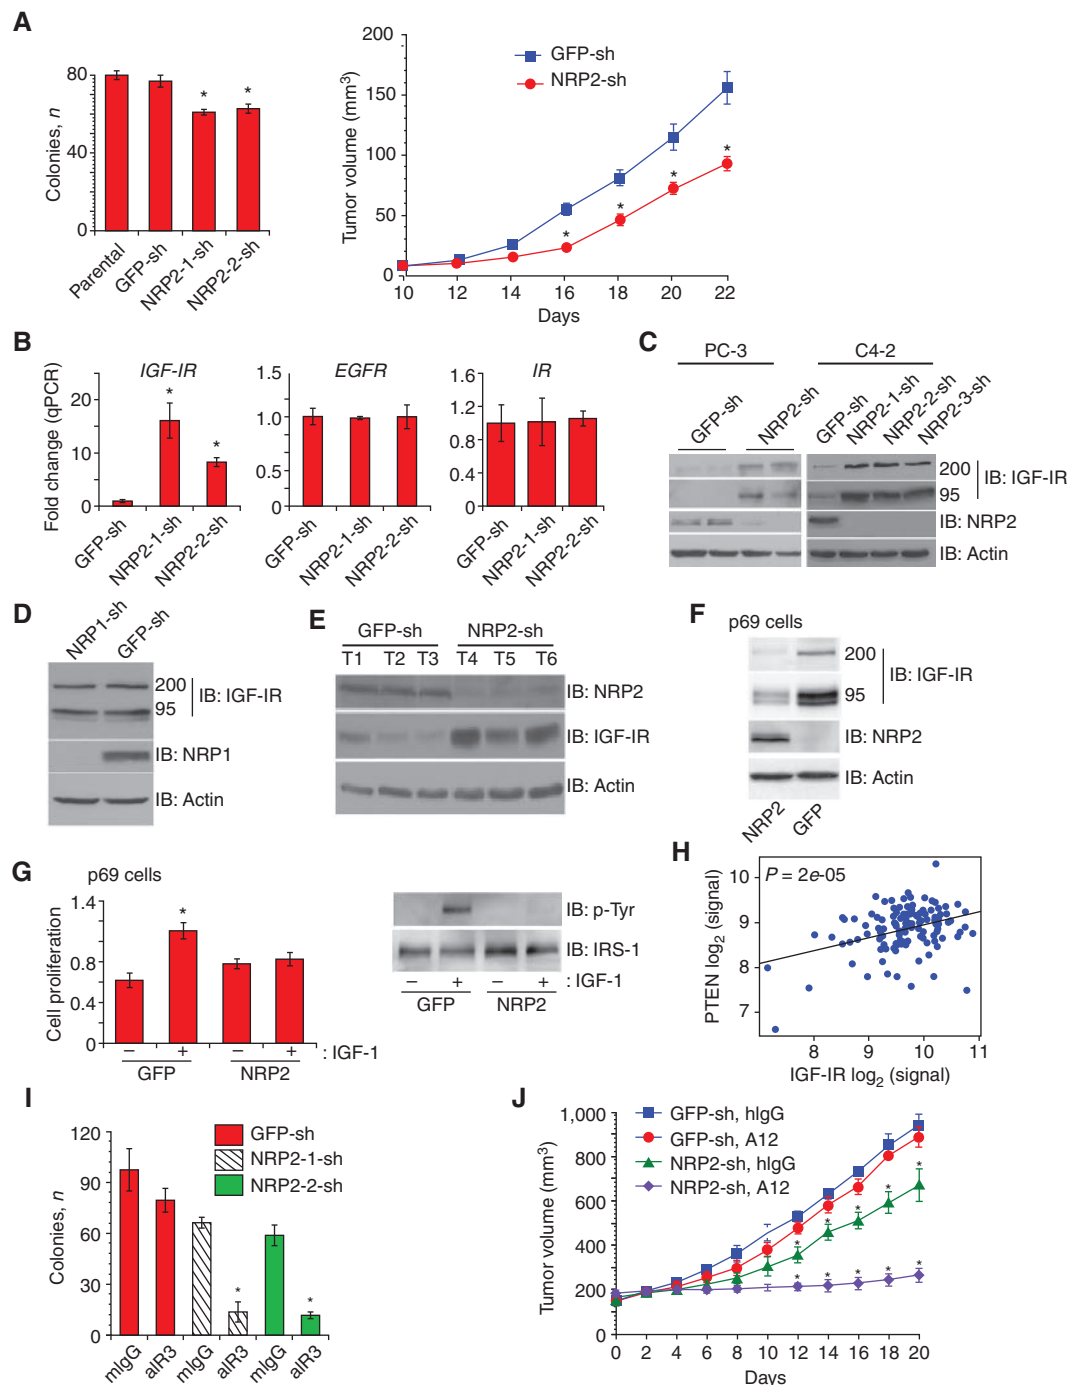 A
Colonies, n
80
40
0
Parental
GFP-sh
NRP2-1-sh
NRP2-2-sh
* *
Tumor volume (mm3)
200
150
100
50
0
GFP-sh
NRP2-sh
* * * *
10 12 14 16 18 20 22
Days
B
Fold change (qPCR)
IGF-IR
20
10
0
* *
GFP-sh
NRP2-1-sh
NRP2-2-sh
EGFR
1.5
1.0
0.5
0
GFP-sh
NRP2-1-sh
NRP2-2-sh
IR
1.6
1.2
0.8
0.4
0
GFP-sh
NRP2-1-sh
NRP2-2-sh
C
PC-3
C4-2
GFP-sh
NRP2-sh
GFP-sh
NRP2-1-sh
NRP2-2-sh
NRP2-3-sh
200
95
IB: IGF-IR
IB: NRP2
IB: Actin
D
NRP1-sh
GFP-sh
200
95
IB: IGF-IR
IB: NRP1
IB: Actin
E
GFP-sh NRP2-sh
T1 T2 T3 T4 T5 T6
IB: NRP2
IB: IGF-IR
IB: Actin
F
p69 cells
200
95
IB: IGF-IR
IB: NRP2
IB: Actin
NRP2
GFP
G
p69 cells
Cell proliferation
1.4
0.8
0.4
0
*
− + − + : IGF-1
GFP NRP2
IB: p-Tyr
IB: IRS-1
− + − + : IGF-1
GFP NRP2
H
P = 2e-05
PTEN log2 (signal)
10
9
8
7
8 9 10 11
IGF-IR log2 (signal)
I
Colonies, n
120
90
60
30
0
GFP-sh
NRP2-1-sh
NRP2-2-sh
* *
mIgG aIR3 mIgG aIR3 mIgG aIR3
J
Tumor volume (mm3)
1,000
800
600
400
200
0
GFP-sh, hIgG
GFP-sh, A12
NRP2-sh, hIgG
NRP2-sh, A12
* * * * *
* * * * *
0 2 4 6 8 10 12 14 16 18 20
Days